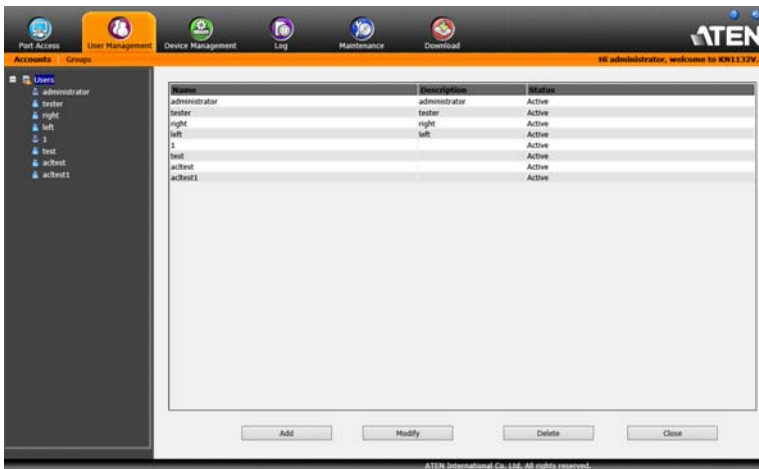 ATEN
Port Access User Management Device Management Log Maintenance Download
Accounts Groups Hi administrator, welcome to KN1132V.
Users
administrator
tester
right
left
1
test
acltest
acltest1
Name Description Status
administrator administrator Active
tester tester Active
right right Active
left left Active
1 Active
test Active
acltest Active
acltest1 Active
Add Modify Delete Close
ATEN International Co. Ltd. All rights reserved.